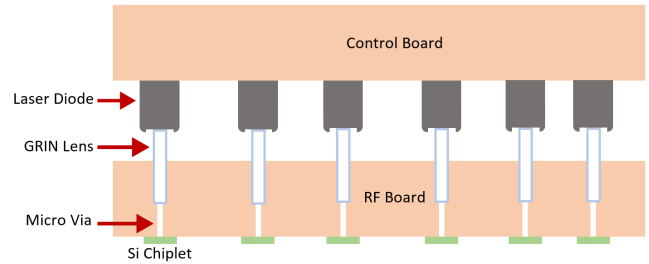 Control Board
Laser Diode
GRIN Lens
RF Board
Micro Via
Si Chiplet